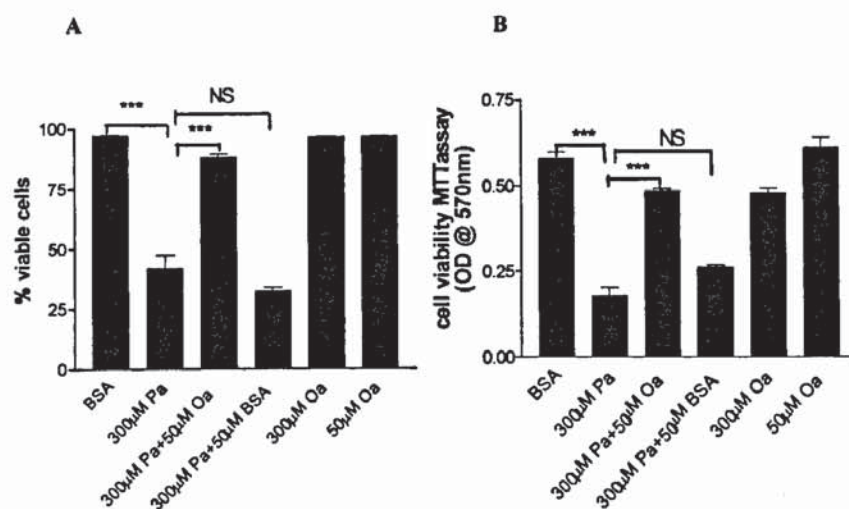 A
B
***
NS
***
100
75
50
25
0
% viable cells
BSA
300µM Pa
300µM Pa+50µM Oa
300µM Pa+50µM BSA
300µM Oa
50µM Oa
***
NS
***
0.75
0.50
0.25
0.00
cell viability MTTassay
(OD @ 570nm)
BSA
300µM Pa
300µM Pa+50µM Oa
300µM Pa+50µM BSA
300µM Oa
50µM Oa